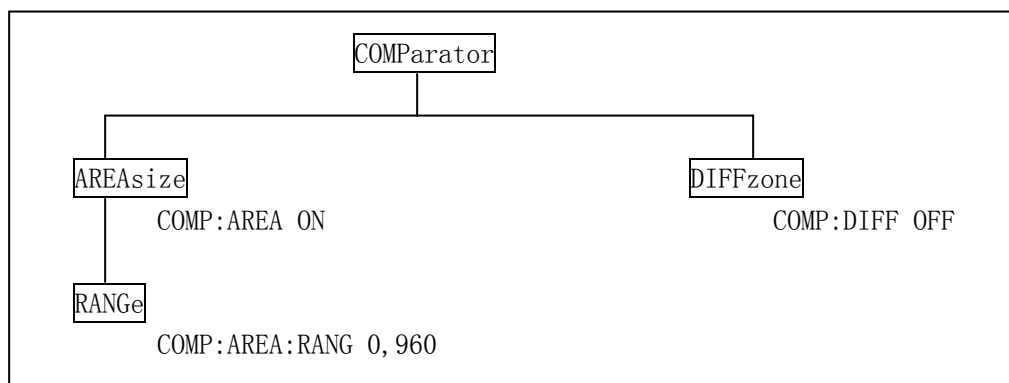 COMParator
AREAsize
DIFFzone
COMP:AREA ON
COMP:DIFF OFF
RANGe
COMP:AREA:RANG 0,960